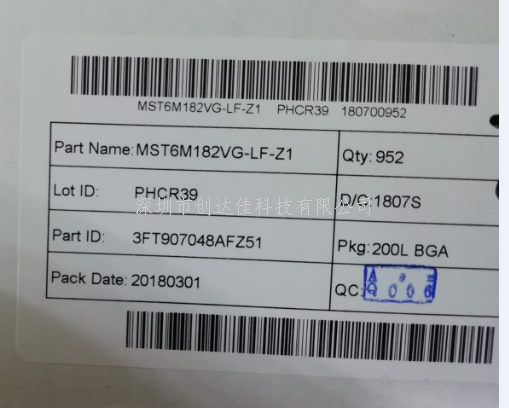 MST6M182VG-LF-Z1 PHCR39 180700952
Part Name: MST6M182VG-LF-Z1 Qty: 952
Lot ID: PHCR39 D/C: 1807S
深圳市创达佳科技有限公司
Part ID: 3FT907048AFZ51 Pkg: 200L BGA
Pack Date: 20180301 QC:
A
Q 006